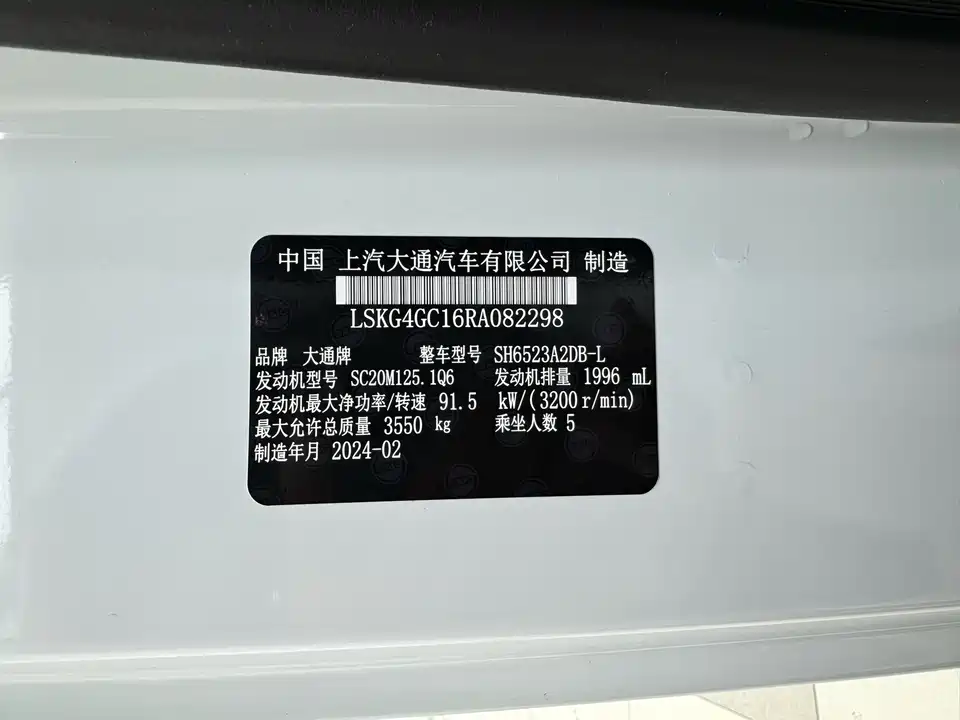 中国 上汽大通汽车有限公司 制造
LSKG4GC16RA082298
品牌 大通牌 整车型号 SH6523A2DB-L
发动机型号 SC20M125.1Q6 发动机排量 1996 mL
发动机最大净功率/转速 91.5 kW/(3200r/min)
最大允许总质量 3550 kg 乘坐人数 5
制造年月 2024-02